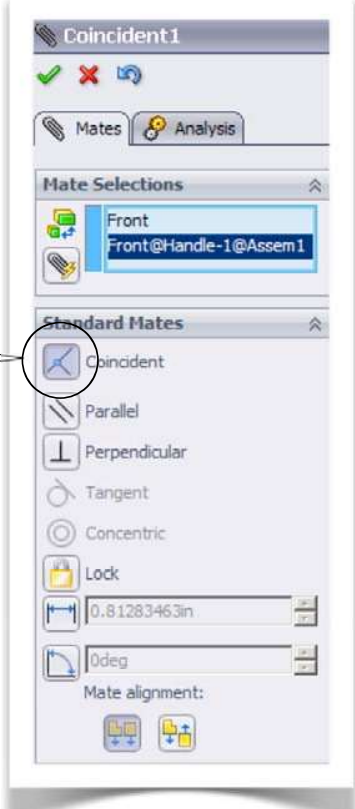 Coincident1
Mates Analysis
Mate Selections
Front
Front@Handle-1@Assem1
Standard Mates
Coincident
Parallel
Perpendicular
Tangent
Concentric
Lock
0.81283463in
0deg
Mate alignment: